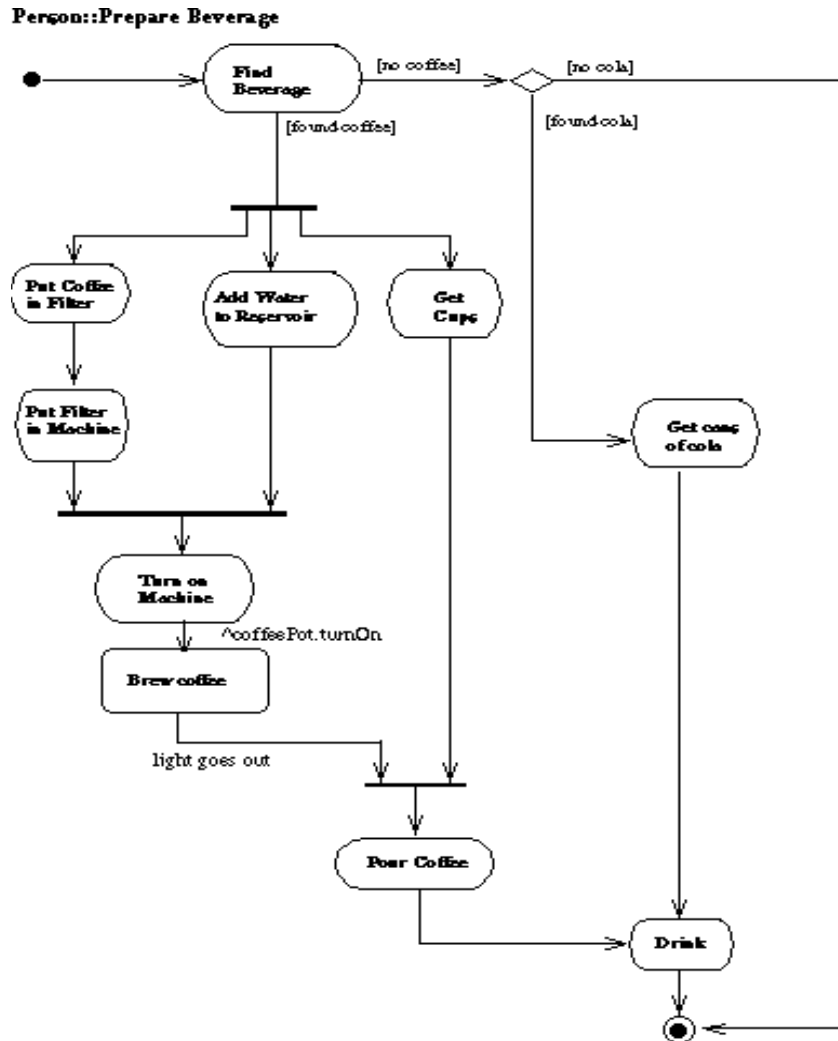 Person::Prepare Beverage
Find
Beverage
[no coffee]
[no cola]
[found coffee]
[found cola]
Put Coffee
in Filter
Add Water
to Reservoir
Get
Cups
Put Filter
in Machine
Get cans
of cola
Turn on
Machine
^coffeePot.turnOn
Brew coffee
light goes out
Pour Coffee
Drink